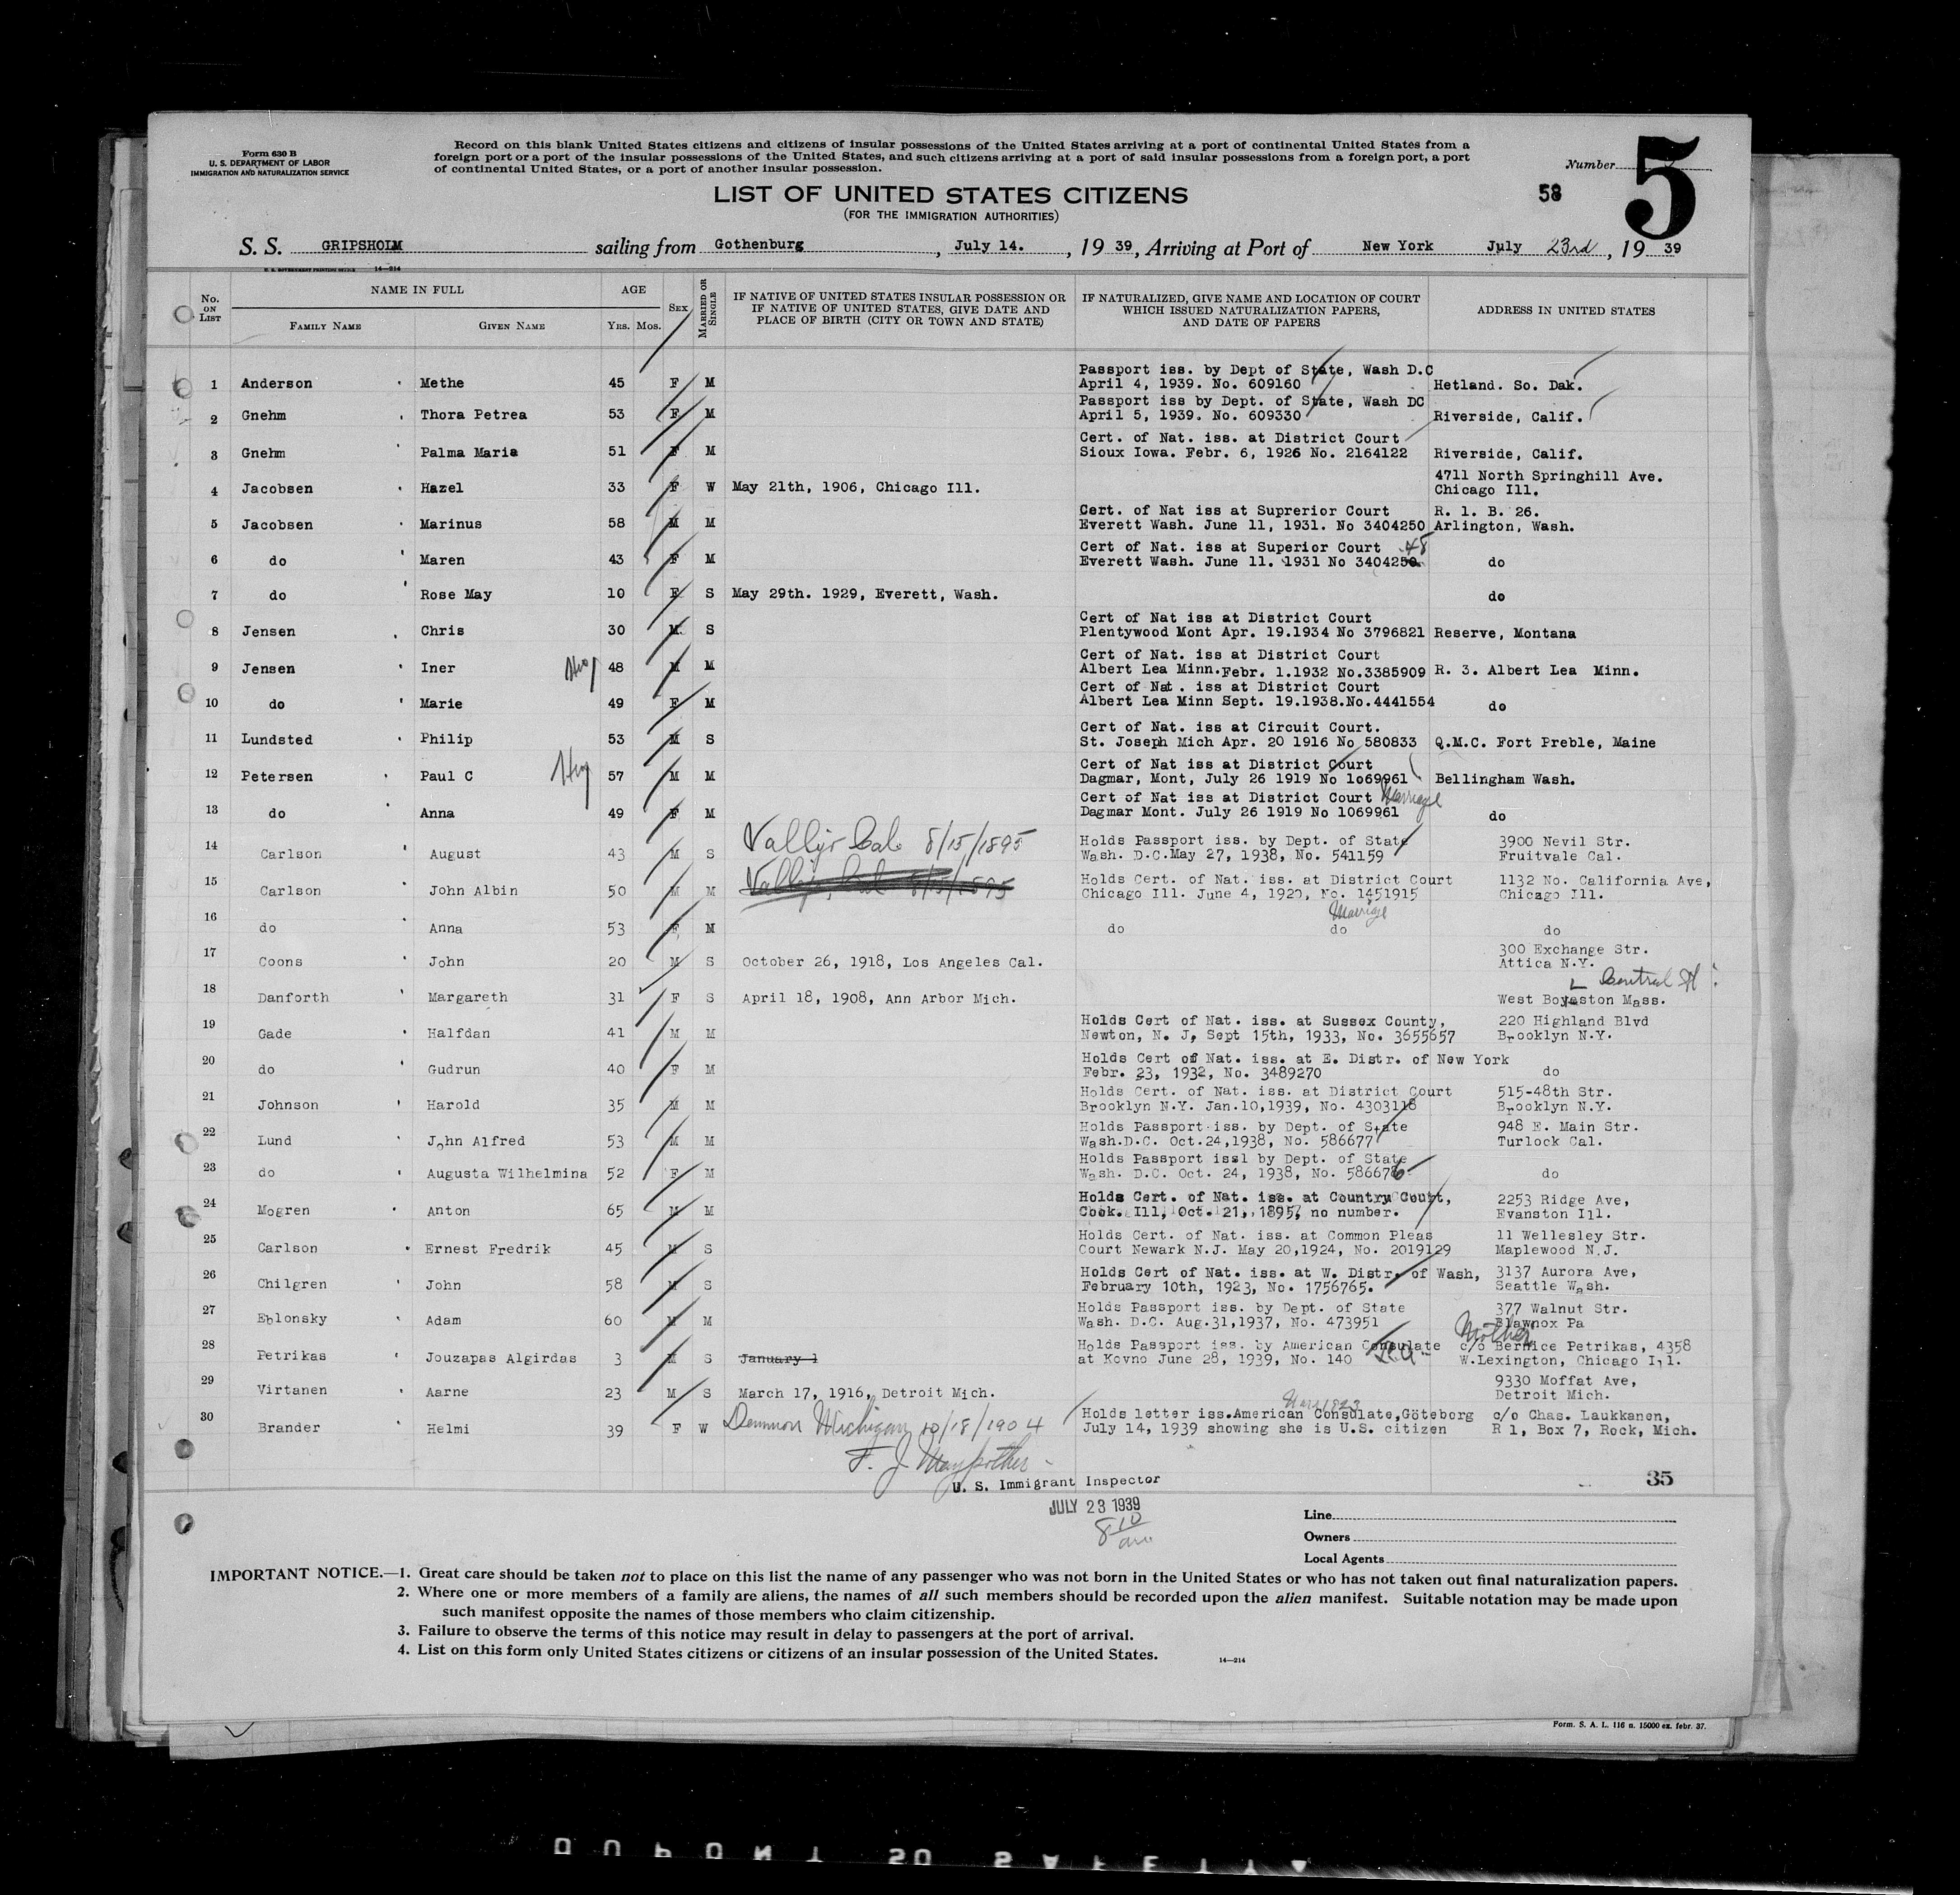 Form 630 B
U. S. DEPARTMENT OF LABOR
IMMIGRATION AND NATURALIZATION SERVICE
Record on this blank United States citizens and citizens of insular possessions of the United States arriving at a port of continental United States from a
foreign port or a port of the insular possessions of the United States, and such citizens arriving at a port of said insular possessions from a foreign port, a port
of continental United States, or a port of another insular possession.
Number
5
58
LIST OF UNITED STATES CITIZENS
(FOR THE IMMIGRATION AUTHORITIES)
S. S. GRIPSHOLM sailing from Gothenburg, July 14., 19 39, Arriving at Port of New York July 23rd, 19 39
U. S. GOVERNMENT PRINTING OFFICE 14—214
No. ON LIST
NAME IN FULL
FAMILY NAME GIVEN NAME
AGE
YRS. MOS.
SEX
MARRIED OR SINGLE
IF NATIVE OF UNITED STATES INSULAR POSSESSION OR
IF NATIVE OF UNITED STATES, GIVE DATE AND
PLACE OF BIRTH (CITY OR TOWN AND STATE)
IF NATURALIZED, GIVE NAME AND LOCATION OF COURT
WHICH ISSUED NATURALIZATION PAPERS,
AND DATE OF PAPERS
ADDRESS IN UNITED STATES
Passport iss. by Dept of State, Wash D.C
1 Anderson Methe 45 F M April 4, 1939. No. 609160 Hetland. So. Dak.
Passport iss by Dept. of State, Wash DC
2 Gnehm Thora Petrea 53 F M April 5, 1939. No. 609330 Riverside, Calif.
Cert. of Nat. iss. at District Court
3 Gnehm Palma Maria 51 F M Sioux Iowa. Febr. 6, 1926 No. 2164122 Riverside, Calif.
4711 North Springhill Ave.
4 Jacobsen Hazel 33 F W May 21th, 1906, Chicago Ill. Chicago Ill.
Cert. of Nat iss at Suprerior Court R. 1. B. 26.
5 Jacobsen Marinus 58 M M Everett Wash. June 11, 1931. No 3404250 Arlington, Wash.
Cert of Nat. iss at Superior Court 48
6 do Maren 43 F M Everett Wash. June 11. 1931 No 3404250 do
7 do Rose May 10 F S May 29th. 1929, Everett, Wash. do
Cert of Nat iss at District Court
8 Jensen Chris 30 M S Plentywood Mont Apr. 19.1934 No 3796821 Reserve, Montana
Cert of Nat. iss at District Court
9 Jensen Iner 48 M M Albert Lea Minn.Febr. 1.1932 No.3385909 R. 3. Albert Lea Minn.
Cert of Nat. iss at District Court
10 do Marie 49 F M Albert Lea Minn Sept. 19.1938.No.4441554 do
Cert of Nat. iss at Circuit Court.
11 Lundsted Philip 53 M S St. Joseph Mich Apr. 20 1916 No 580833 Q.M.C. Fort Preble, Maine
Cert of Nat iss at District Court
12 Petersen Paul C 57 M M Dagmar, Mont, July 26 1919 No 1069961 Bellingham Wash.
Cert of Nat iss at District Court Marriage
13 do Anna 49 F M Dagmar Mont. July 26 1919 No 1069961 do
Holds Passport iss. by Dept. of State 3900 Nevil Str.
14 Carlson August 43 M S Cal. 8/15/1895 Wash. D.C.May 27, 1938, No. 541159 Fruitvale Cal.
Holds Cert. of Nat. iss. at District Court 1132 No. California Ave,
15 Carlson John Albin 50 M M Chicago Ill. June 4, 1920, No. 1451915 Chicago Ill.
Marriage
16 do Anna 53 F M do do do
300 Exchange Str.
17 Coons John 20 M S October 26, 1918, Los Angeles Cal. Attica N.Y.
Central St
18 Danforth Margareth 31 F S April 18, 1908, Ann Arbor Mich. West Boylston Mass.
Holds Cert of Nat. iss. at Sussex County, 220 Highland Blvd
19 Gade Halfdan 41 M M Newton, N. J, Sept 15th, 1933, No. 3655657 Brooklyn N.Y.
Holds Cert of Nat. iss. at E. Distr. of New York
20 do Gudrun 40 F M Febr. 23, 1932, No. 3489270 do
Holds Cert. of Nat. iss. at District Court 515-48th Str.
21 Johnson Harold 35 M M Brooklyn N.Y. Jan.10,1939, No. 4303118 Brooklyn N.Y.
Holds Passport iss. by Dept. of State 948 E. Main Str.
22 Lund John Alfred 53 M M Wash.D.C. Oct.24,1938, No. 586677 Turlock Cal.
Holds Passport issl by Dept. of State
23 do Augusta Wilhelmina 52 F M Wash. D.C. Oct. 24, 1938, No. 586676 do
Holds Cert. of Nat. iss. at Country Court, 2253 Ridge Ave,
24 Mogren Anton 65 M M Cook. Ill, Oct. 21, 1895, no number. Evanston Ill.
Holds Cert. of Nat. iss. at Common Pleas 11 Wellesley Str.
25 Carlson Ernest Fredrik 45 M S Court Newark N.J. May 20,1924, No. 2019129 Maplewood N.J.
Holds Cert of Nat. iss. at W. Distr. of Wash, 3137 Aurora Ave,
26 Chilgren John 58 M S February 10th, 1923, No. 1756765. Seattle Wash.
Holds Passport iss. by Dept. of State 377 Walnut Str.
27 Eblonsky Adam 60 M M Wash. D.C. Aug.31,1937, No. 473951 Blawnox Pa
Mother
Holds Passport iss. by American Consulate c/o Bernice Petrikas, 4358
28 Petrikas Jouzapas Algirdas 3 M S January 1 at Kovno June 28, 1939, No. 140 W.Lexington, Chicago Ill.
9330 Moffat Ave,
29 Virtanen Aarne 23 M S March 17, 1916, Detroit Mich. Detroit Mich.
Holds letter iss.American Consulate,Göteborg c/o Chas. Laukkanen,
30 Brander Helmi 39 F W Michigan 10/18/1904 July 14, 1939 showing she is U.S. citizen R 1, Box 7, Rock, Mich.
F. J.
U. S. Immigrant Inspector
35
JULY 23 1939
8 10
am
Line
Owners
Local Agents
IMPORTANT NOTICE.—1. Great care should be taken not to place on this list the name of any passenger who was not born in the United States or who has not taken out final naturalization papers.
2. Where one or more members of a family are aliens, the names of all such members should be recorded upon the alien manifest. Suitable notation may be made upon
such manifest opposite the names of those members who claim citizenship.
3. Failure to observe the terms of this notice may result in delay to passengers at the port of arrival.
4. List on this form only United States citizens or citizens of an insular possession of the United States.
14—214
Form. S. A. L. 116 n. 15000 ex. febr. 37.
DUPONT SO SAFETY